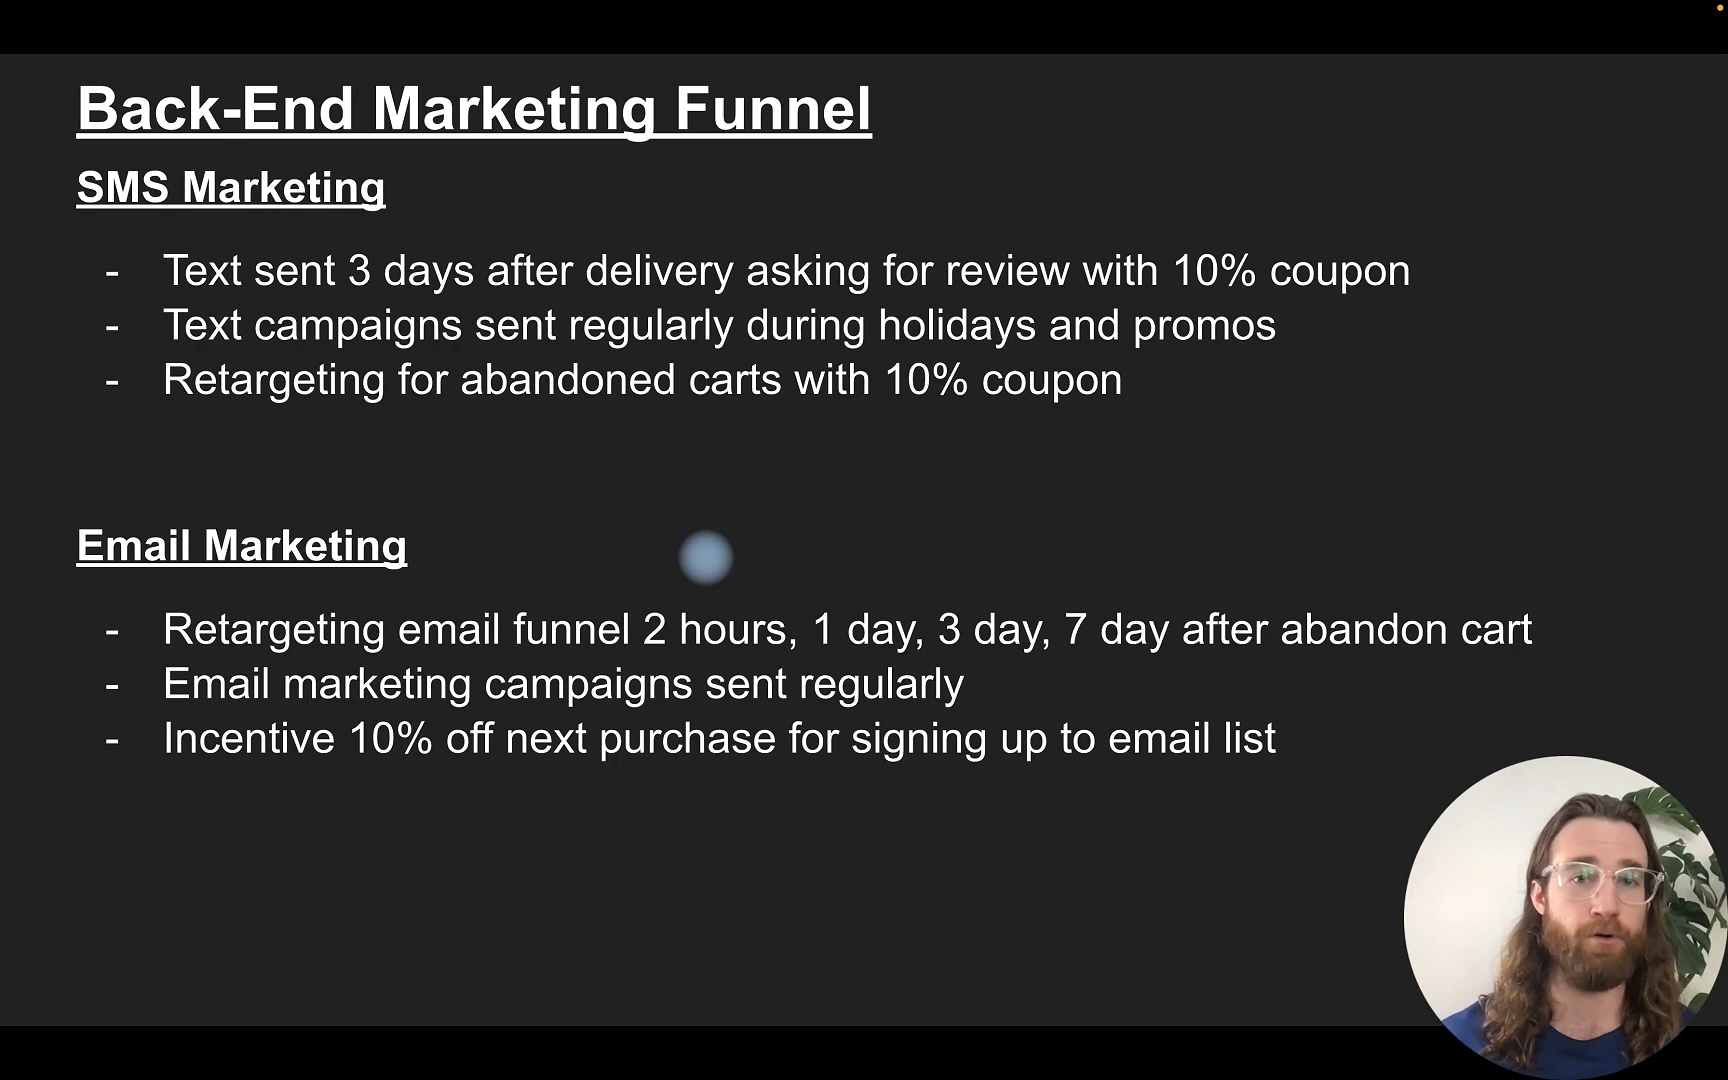 Back-End Marketing Funnel
SMS Marketing
- Text sent 3 days after delivery asking for review with 10% coupon
- Text campaigns sent regularly during holidays and promos
- Retargeting for abandoned carts with 10% coupon
Email Marketing
- Retargeting email funnel 2 hours, 1 day, 3 day, 7 day after abandon cart
- Email marketing campaigns sent regularly
- Incentive 10% off next purchase for signing up to email list